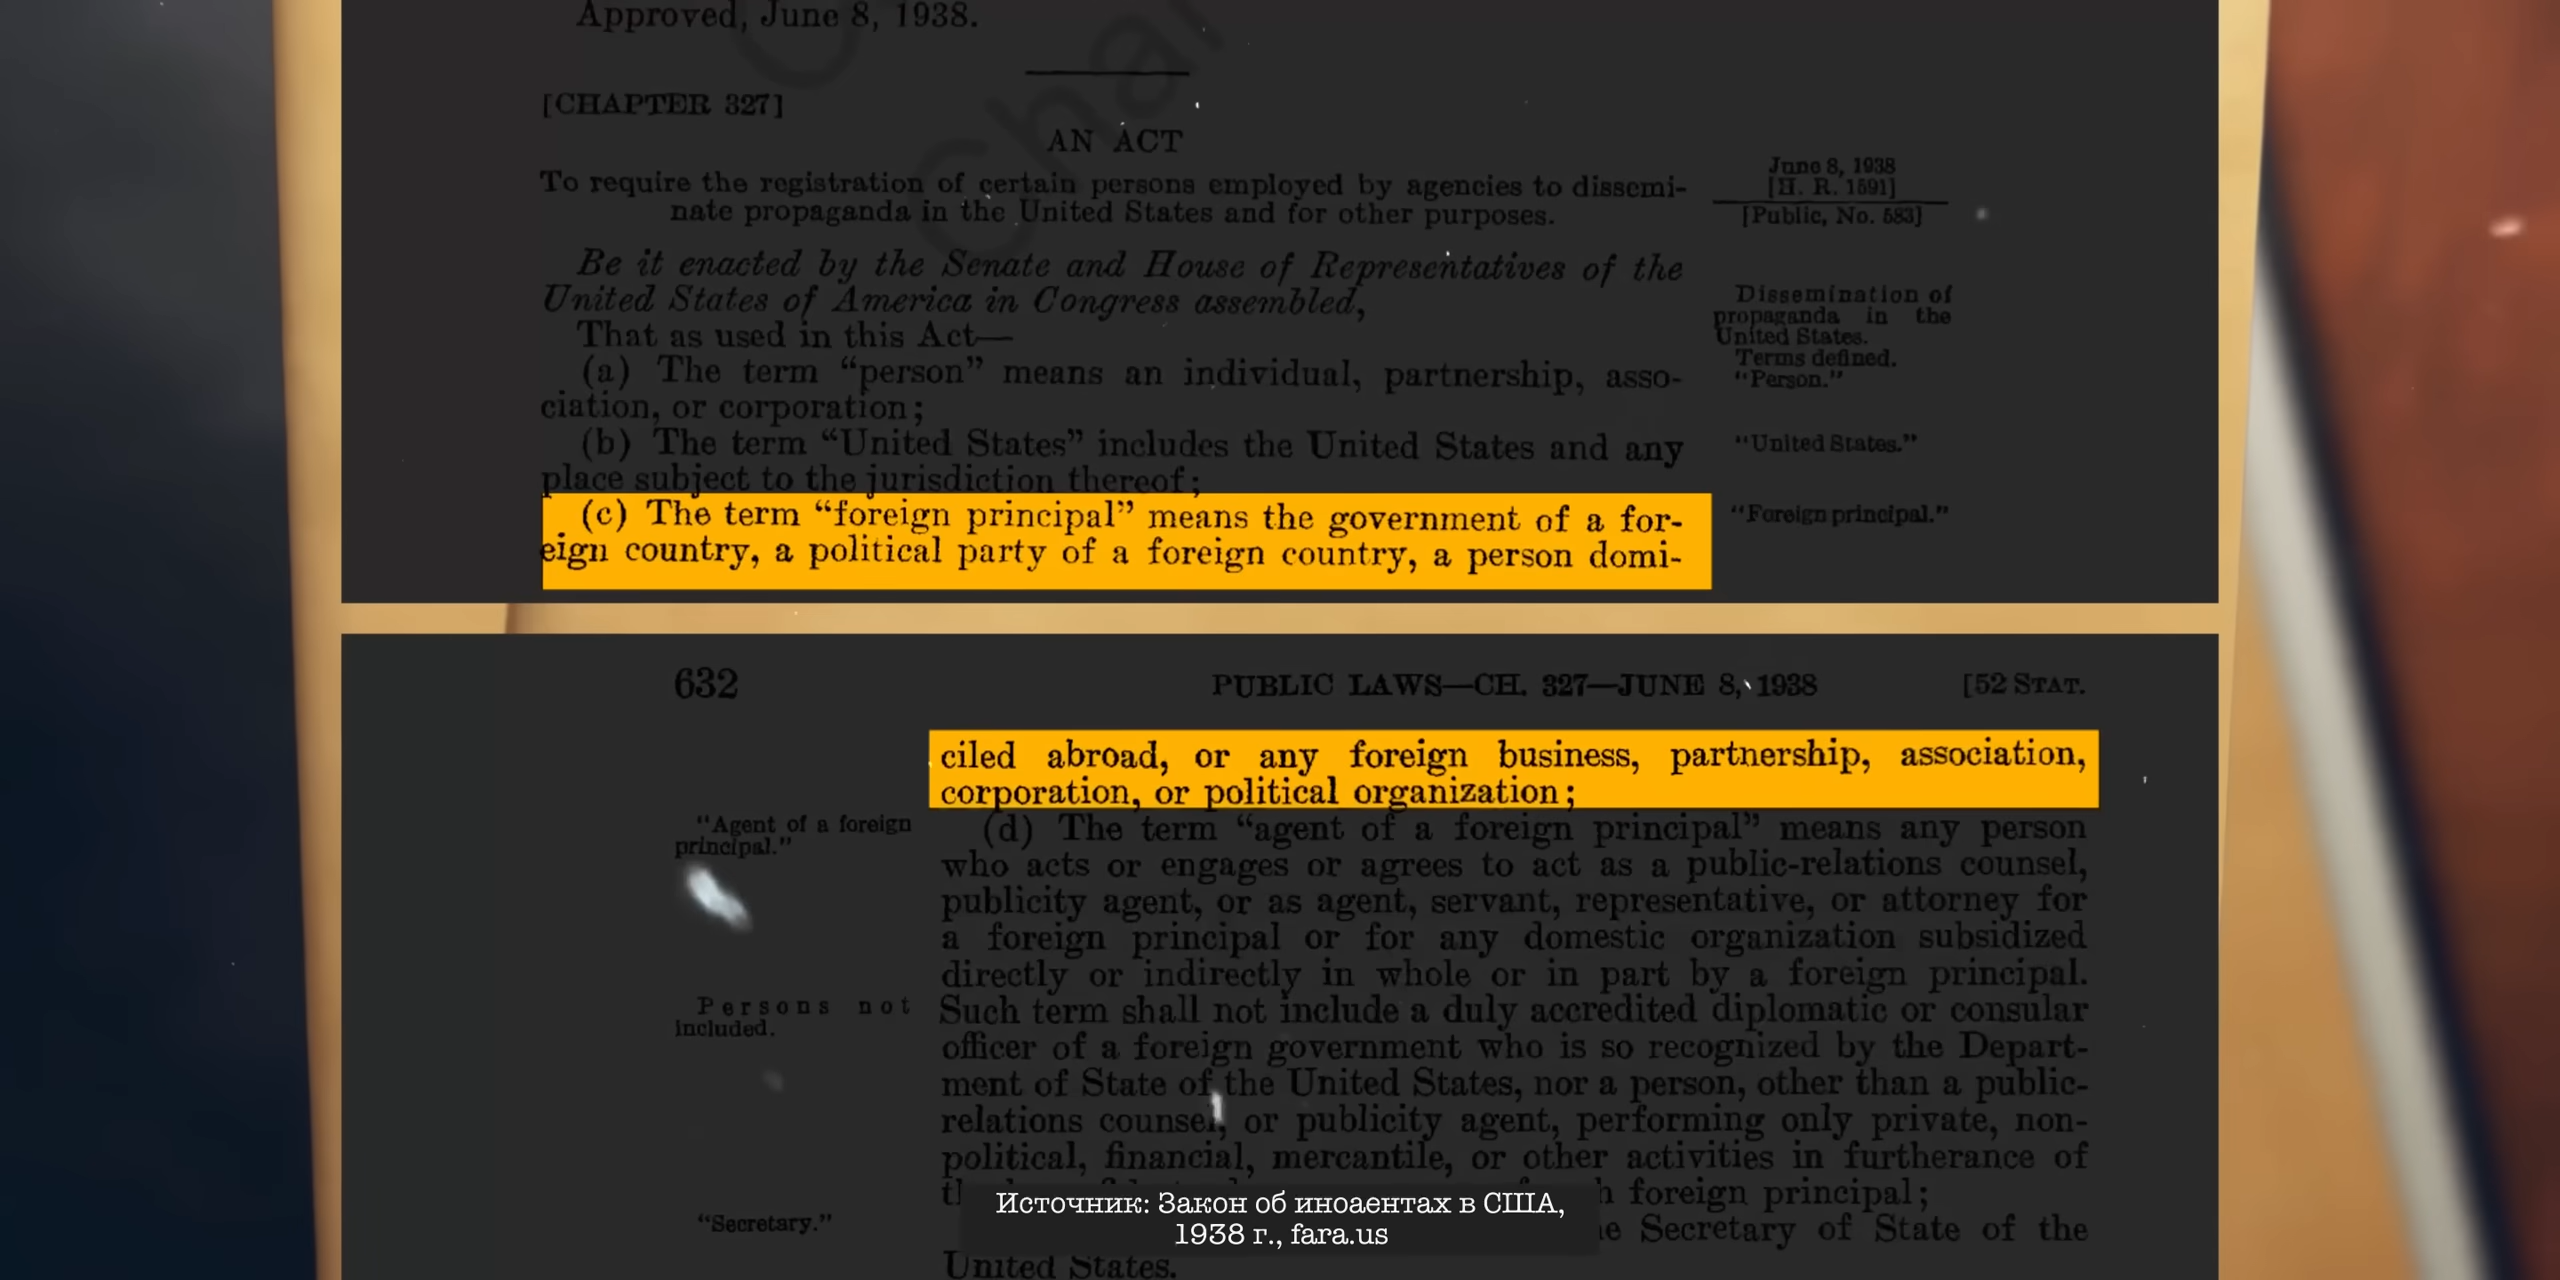 Approved, June 8, 1938.
[CHAPTER 327]
AN ACT
To require the registration of certain persons employed by agencies to dissemi-
nate propaganda in the United States and for other purposes.
June 8, 1938
[H. R. 1591]
[Public, No. 583]
Be it enacted by the Senate and House of Representatives of the
United States of America in Congress assembled,
That as used in this Act—
(a) The term “person” means an individual, partnership, asso-
ciation, or corporation;
(b) The term “United States” includes the United States and any
place subject to the jurisdiction thereof;
(c) The term “foreign principal” means the government of a for-
eign country, a political party of a foreign country, a person domi-
Dissemination of
propaganda in the
United States.
Terms defined.
“Person.”
“United States.”
“Foreign principal.”
632
PUBLIC LAWS—CH. 327—JUNE 8, 1938
[52 STAT.
ciled abroad, or any foreign business, partnership, association,
corporation, or political organization;
“Agent of a foreign
principal.”
(d) The term “agent of a foreign principal” means any person
who acts or engages or agrees to act as a public-relations counsel,
publicity agent, or as agent, servant, representative, or attorney for
a foreign principal or for any domestic organization subsidized
directly or indirectly in whole or in part by a foreign principal.
Persons not
included.
Such term shall not include a duly accredited diplomatic or consular
officer of a foreign government who is so recognized by the Depart-
ment of State of the United States, nor a person, other than a public-
relations counsel, or publicity agent, performing only private, non-
political, financial, mercantile, or other activities in furtherance of
foreign principal;
“Secretary.”
Secretary of State of the
United States.
Источник: Закон об иноаентах в США,
1938 г., fara.us